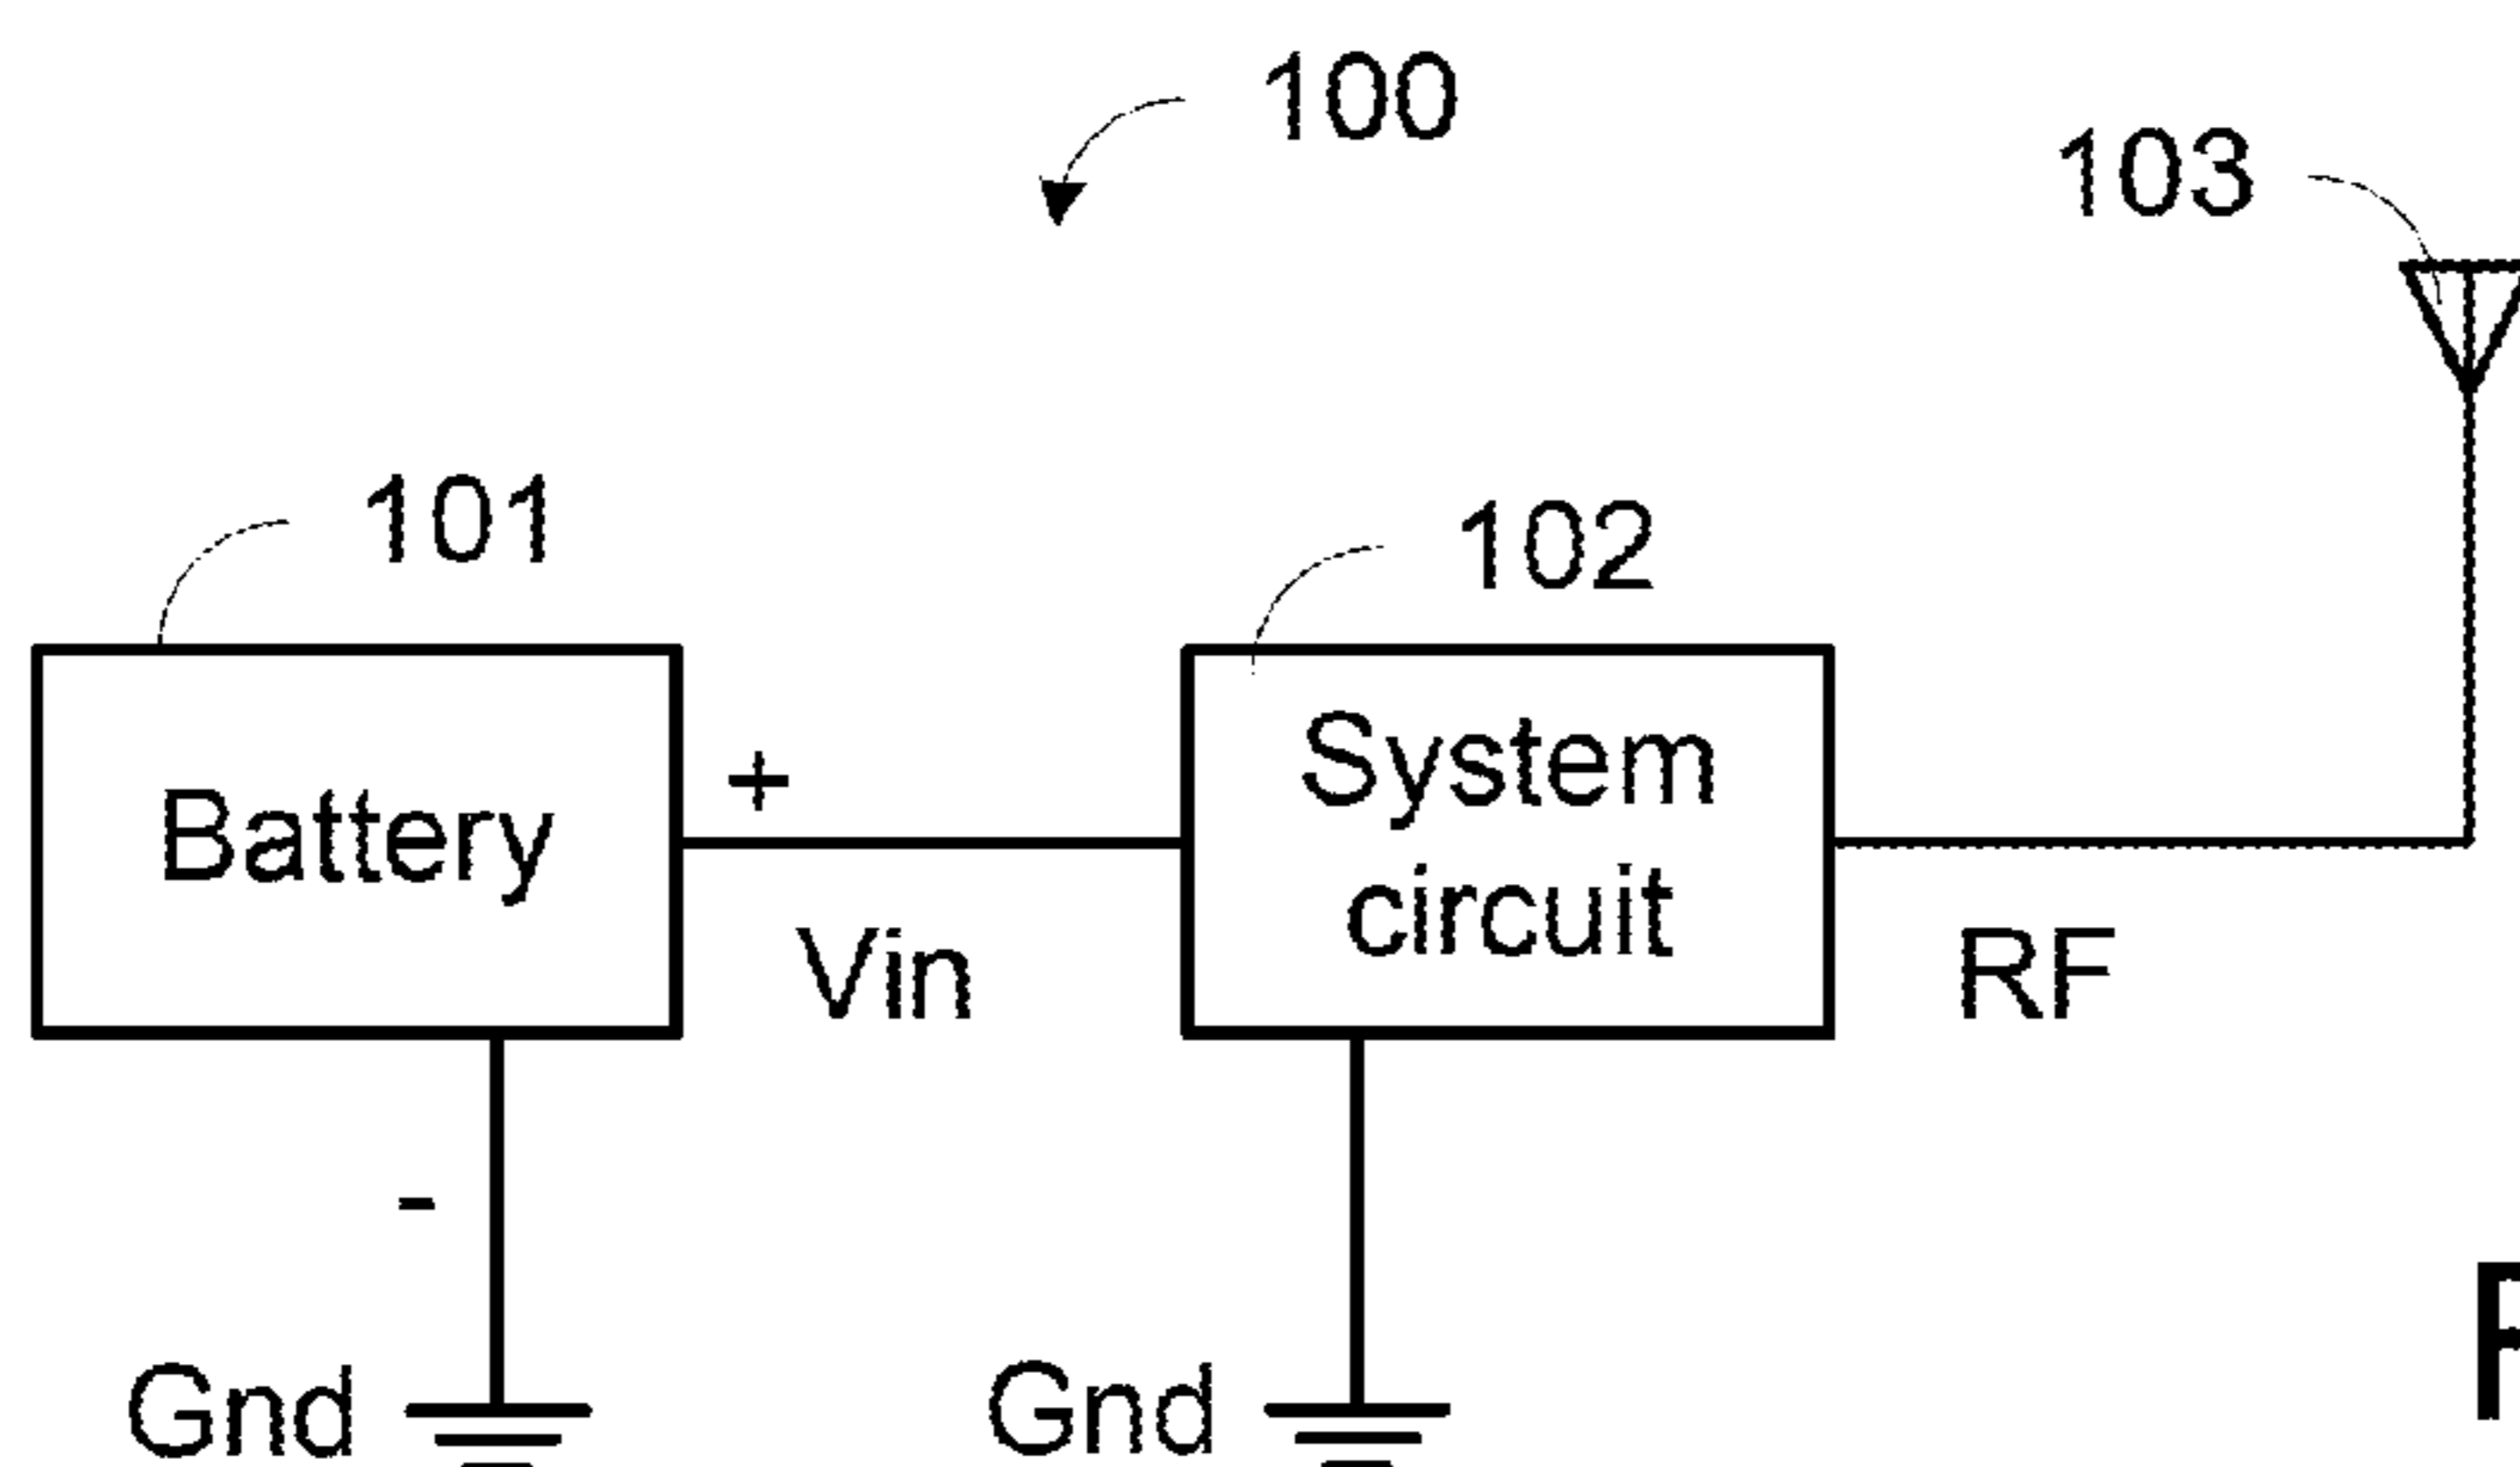 100
103
101
102
+
Battery
System
circuit
Vin
RF
-
Gnd
Gnd